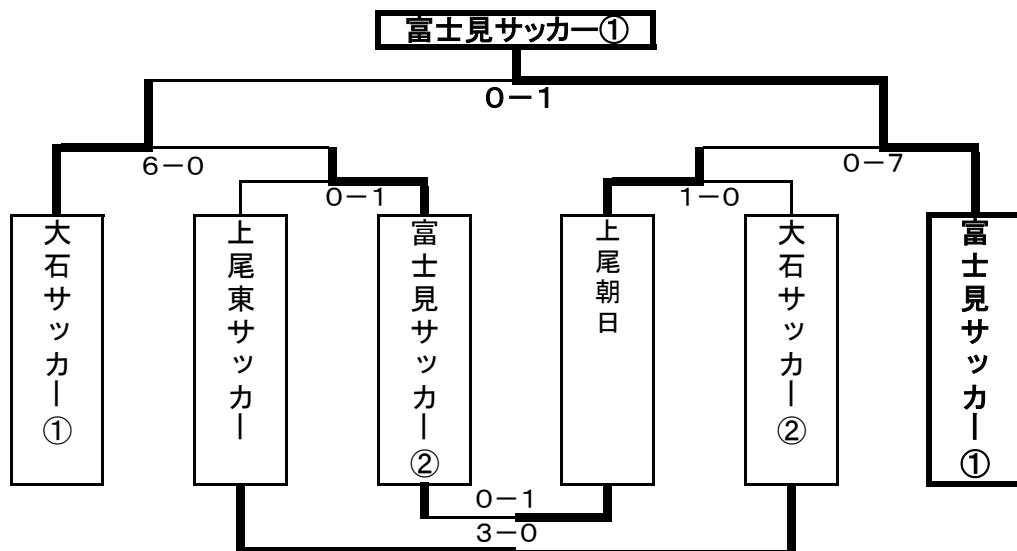 富士見サッカー①
0－1
6－0
0－7
0－1
1－0
大石サッカー①
上尾東サッカー
富士見サッカー②
上尾朝日
大石サッカー②
富士見サッカー①
0－1
3－0